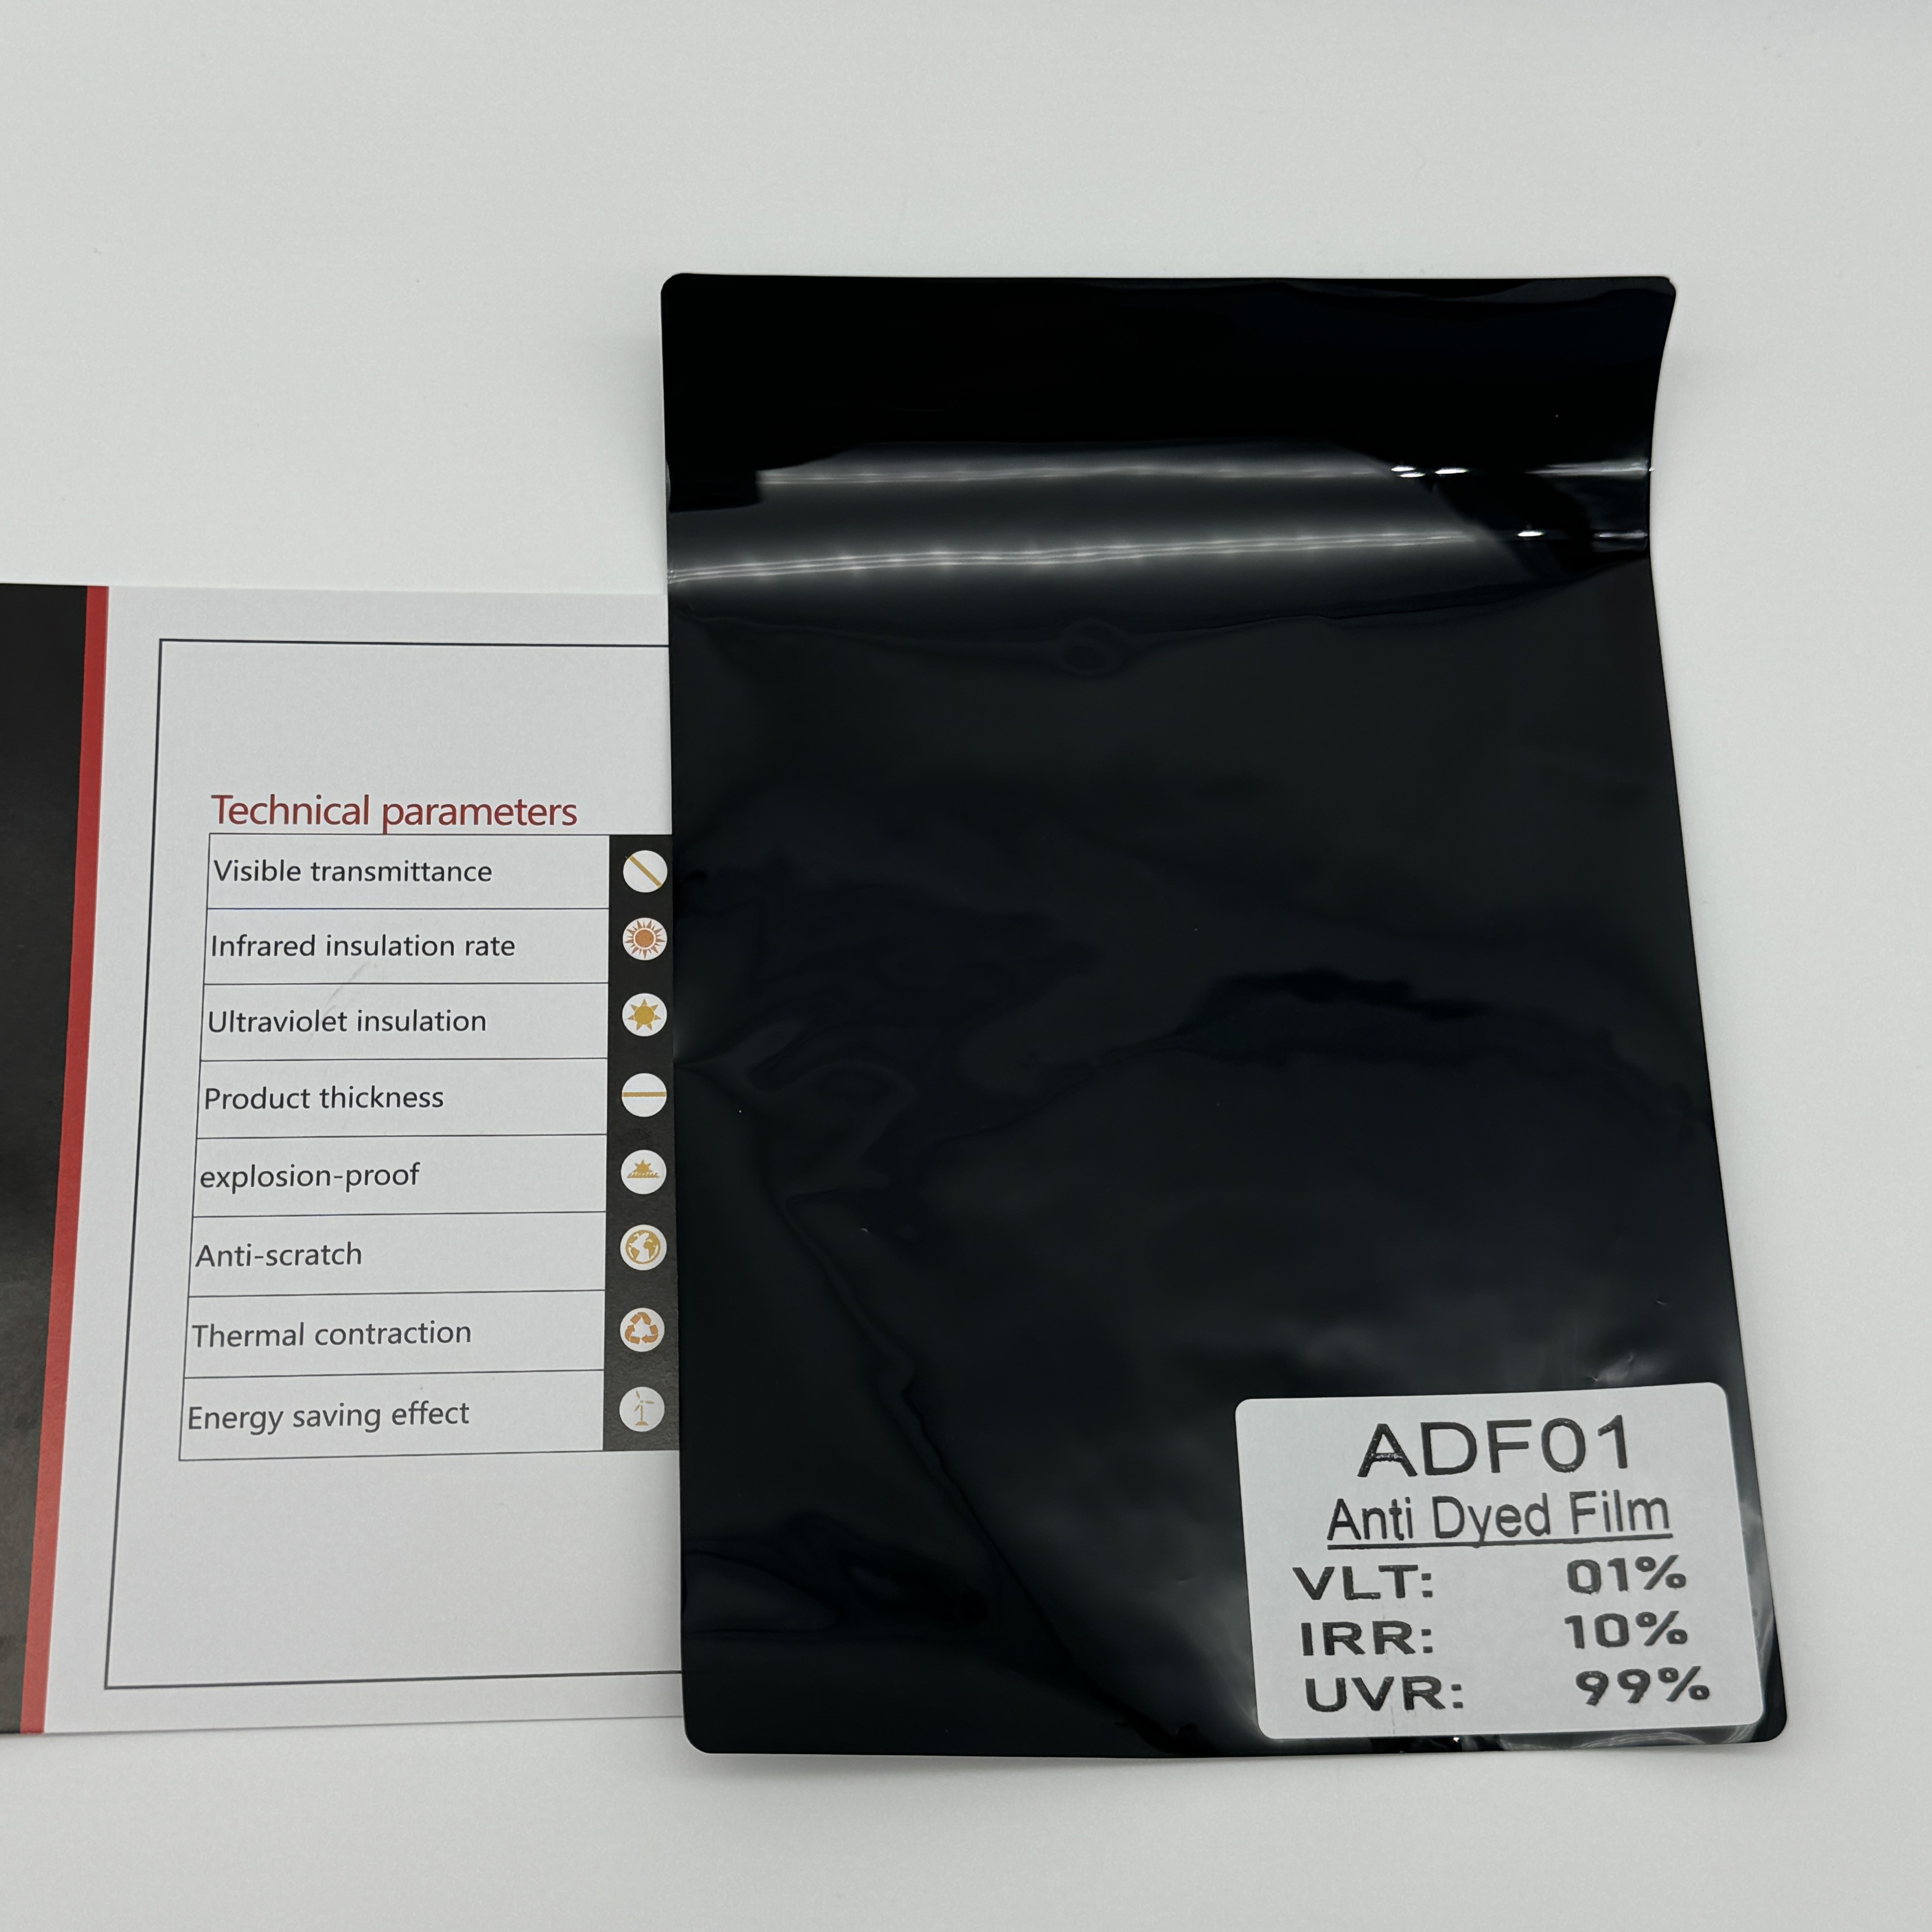 Technical parameters
Visible transmittance
Infrared insulation rate
Ultraviolet insulation
Product thickness
explosion-proof
Anti-scratch
Thermal contraction
Energy saving effect
ADF01
Anti Dyed Film
VLT: 01%
IRR: 10%
UVR: 99%